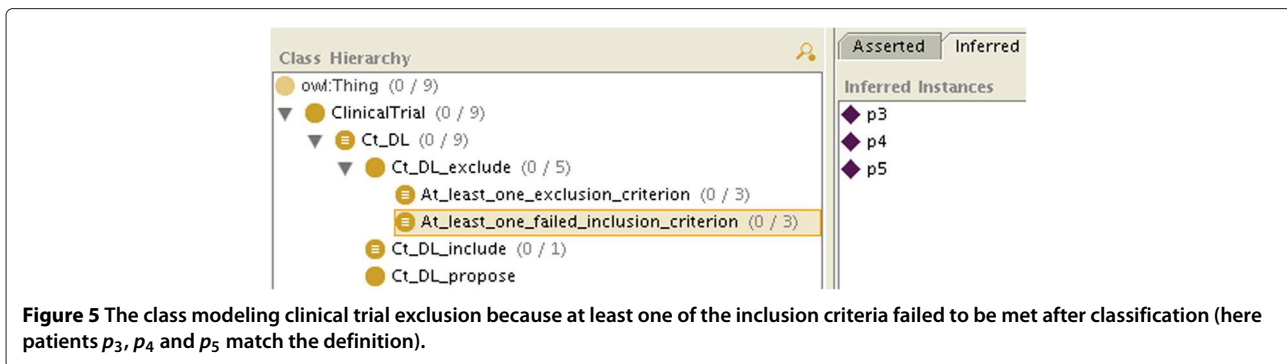 Class Hierarchy
owl:Thing (0 / 9)
ClinicalTrial (0 / 9)
Ct_DL (0 / 9)
Ct_DL_exclude (0 / 5)
At_least_one_exclusion_criterion (0 / 3)
At_least_one_failed_inclusion_criterion (0 / 3)
Ct_DL_include (0 / 1)
Ct_DL_propose
Asserted Inferred
Inferred Instances
p3
p4
p5
Figure 5 The class modeling clinical trial exclusion because at least one of the inclusion criteria failed to be met after classification (here
patients p3, p4 and p5 match the definition).